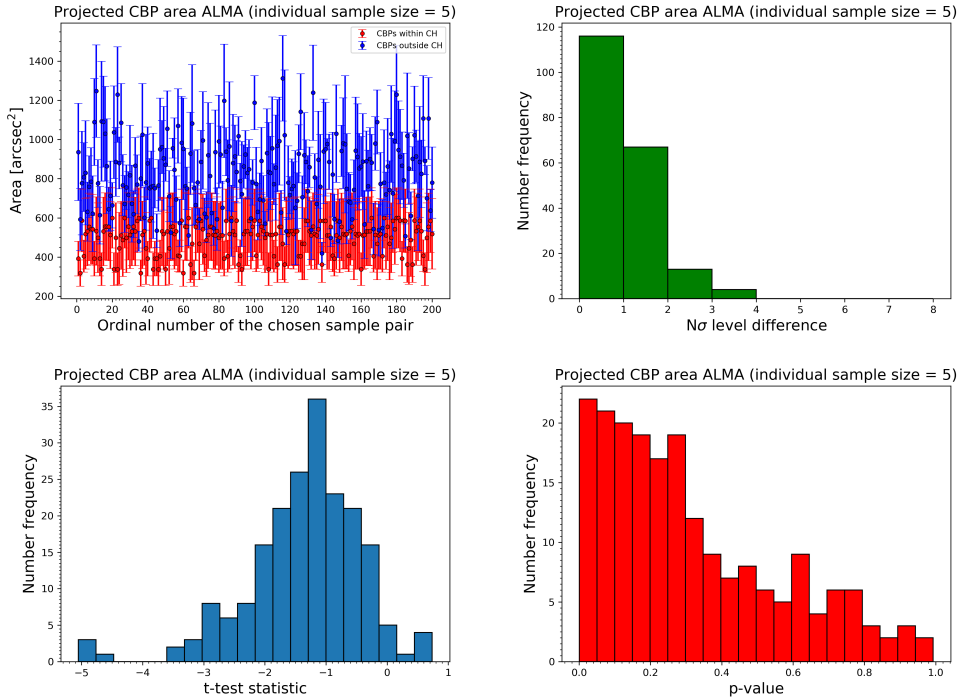 Projected CBP area ALMA (individual sample size = 5)
CBPs within CH
CBPs outside CH
1400
1200
1000
800
600
400
200
Area [arcsec²]
0 20 40 60 80 100 120 140 160 180 200
Ordinal number of the chosen sample pair
Projected CBP area ALMA (individual sample size = 5)
120
100
80
60
40
20
0
Number frequency
0 1 2 3 4 5 6 7 8
Nσ level difference
Projected CBP area ALMA (individual sample size = 5)
35
30
25
20
15
10
5
0
Number frequency
−5 −4 −3 −2 −1 0 1
t-test statistic
Projected CBP area ALMA (individual sample size = 5)
20
15
10
5
0
Number frequency
0.0 0.2 0.4 0.6 0.8 1.0
p-value